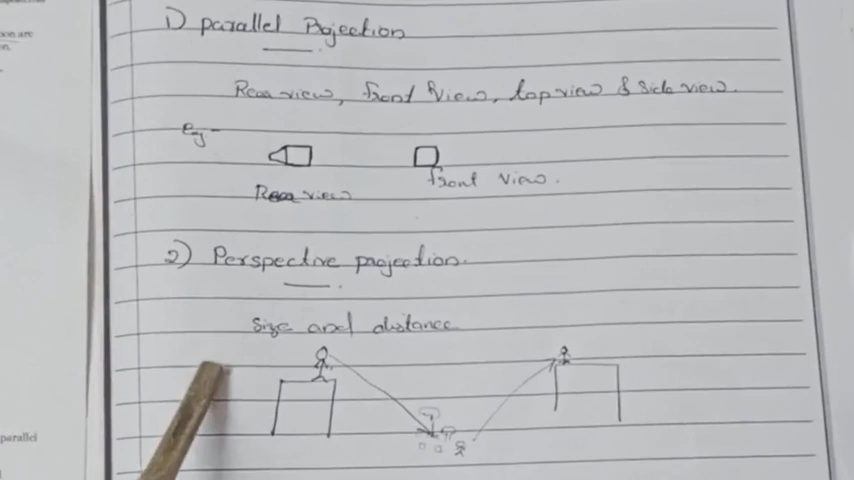 1) parallel Projection
Rear view, front view, top view & side view.
eg:-
Rear view
front view.
2) Perspective projection.
Size and distance
parallel